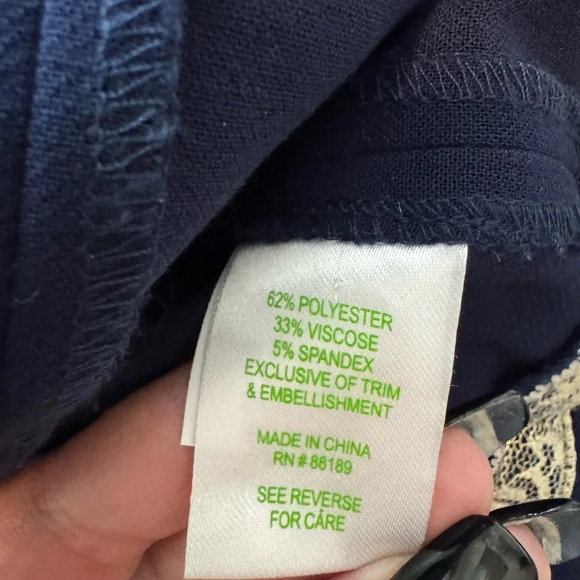 62% POLYESTER
33% VISCOSE
5% SPANDEX
EXCLUSIVE OF TRIM
& EMBELLISHMENT
MADE IN CHINA
RN # 88189
SEE REVERSE
FOR CARE